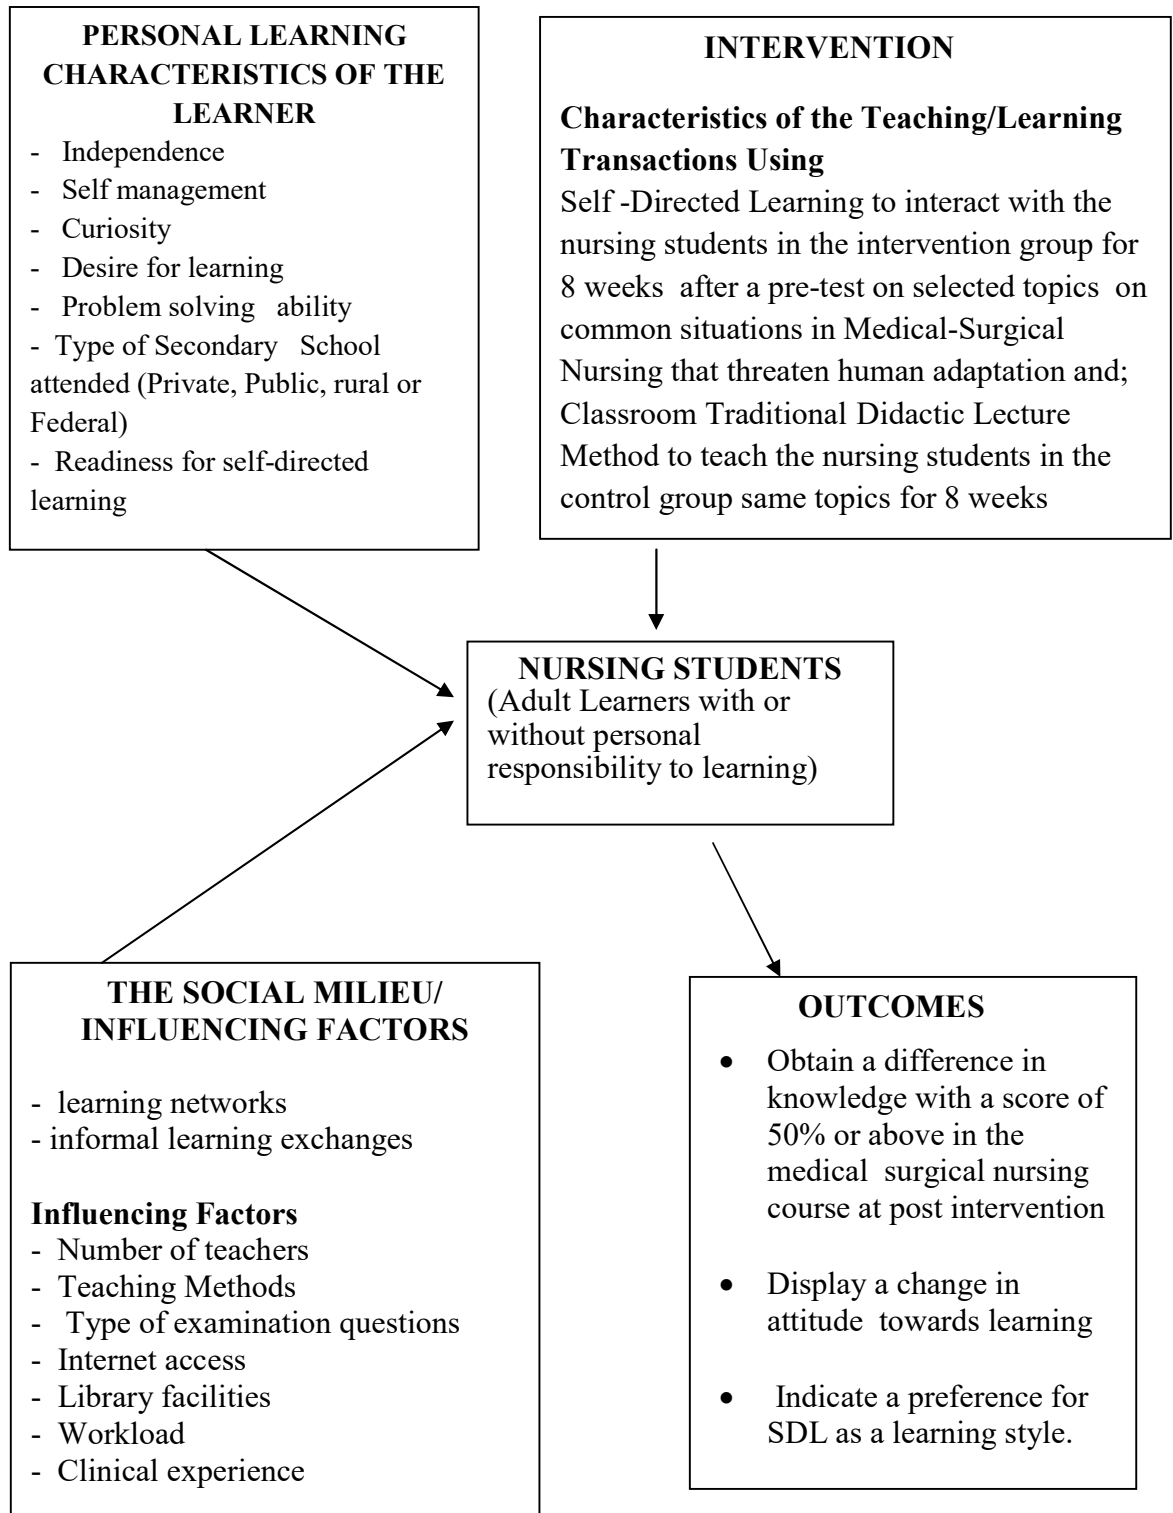 PERSONAL LEARNING
CHARACTERISTICS OF THE
LEARNER
- Independence
- Self management
- Curiosity
- Desire for learning
- Problem solving ability
- Type of Secondary School
attended (Private, Public, rural or
Federal)
- Readiness for self-directed
learning
INTERVENTION
Characteristics of the Teaching/Learning
Transactions Using
Self -Directed Learning to interact with the
nursing students in the intervention group for
8 weeks after a pre-test on selected topics on
common situations in Medical-Surgical
Nursing that threaten human adaptation and;
Classroom Traditional Didactic Lecture
Method to teach the nursing students in the
control group same topics for 8 weeks
NURSING STUDENTS
(Adult Learners with or
without personal
responsibility to learning)
THE SOCIAL MILIEU/
INFLUENCING FACTORS
- learning networks
- informal learning exchanges
Influencing Factors
- Number of teachers
- Teaching Methods
- Type of examination questions
- Internet access
- Library facilities
- Workload
- Clinical experience
OUTCOMES
• Obtain a difference in
knowledge with a score of
50% or above in the
medical surgical nursing
course at post intervention
• Display a change in
attitude towards learning
• Indicate a preference for
SDL as a learning style.